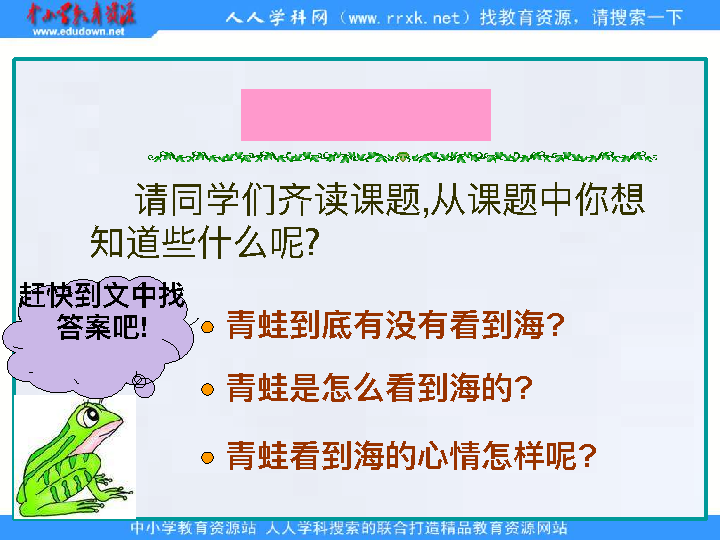 中小学教育资源
www.edudown.net
人人学科网（www.rrxk.net）找教育资源，请搜索一下
请同学们齐读课题,从课题中你想
知道些什么呢?
赶快到文中找
答案吧!
青蛙到底有没有看到海?
青蛙是怎么看到海的?
青蛙看到海的心情怎样呢?
中小学教育资源站 人人学科搜索的联合打造精品教育资源网站